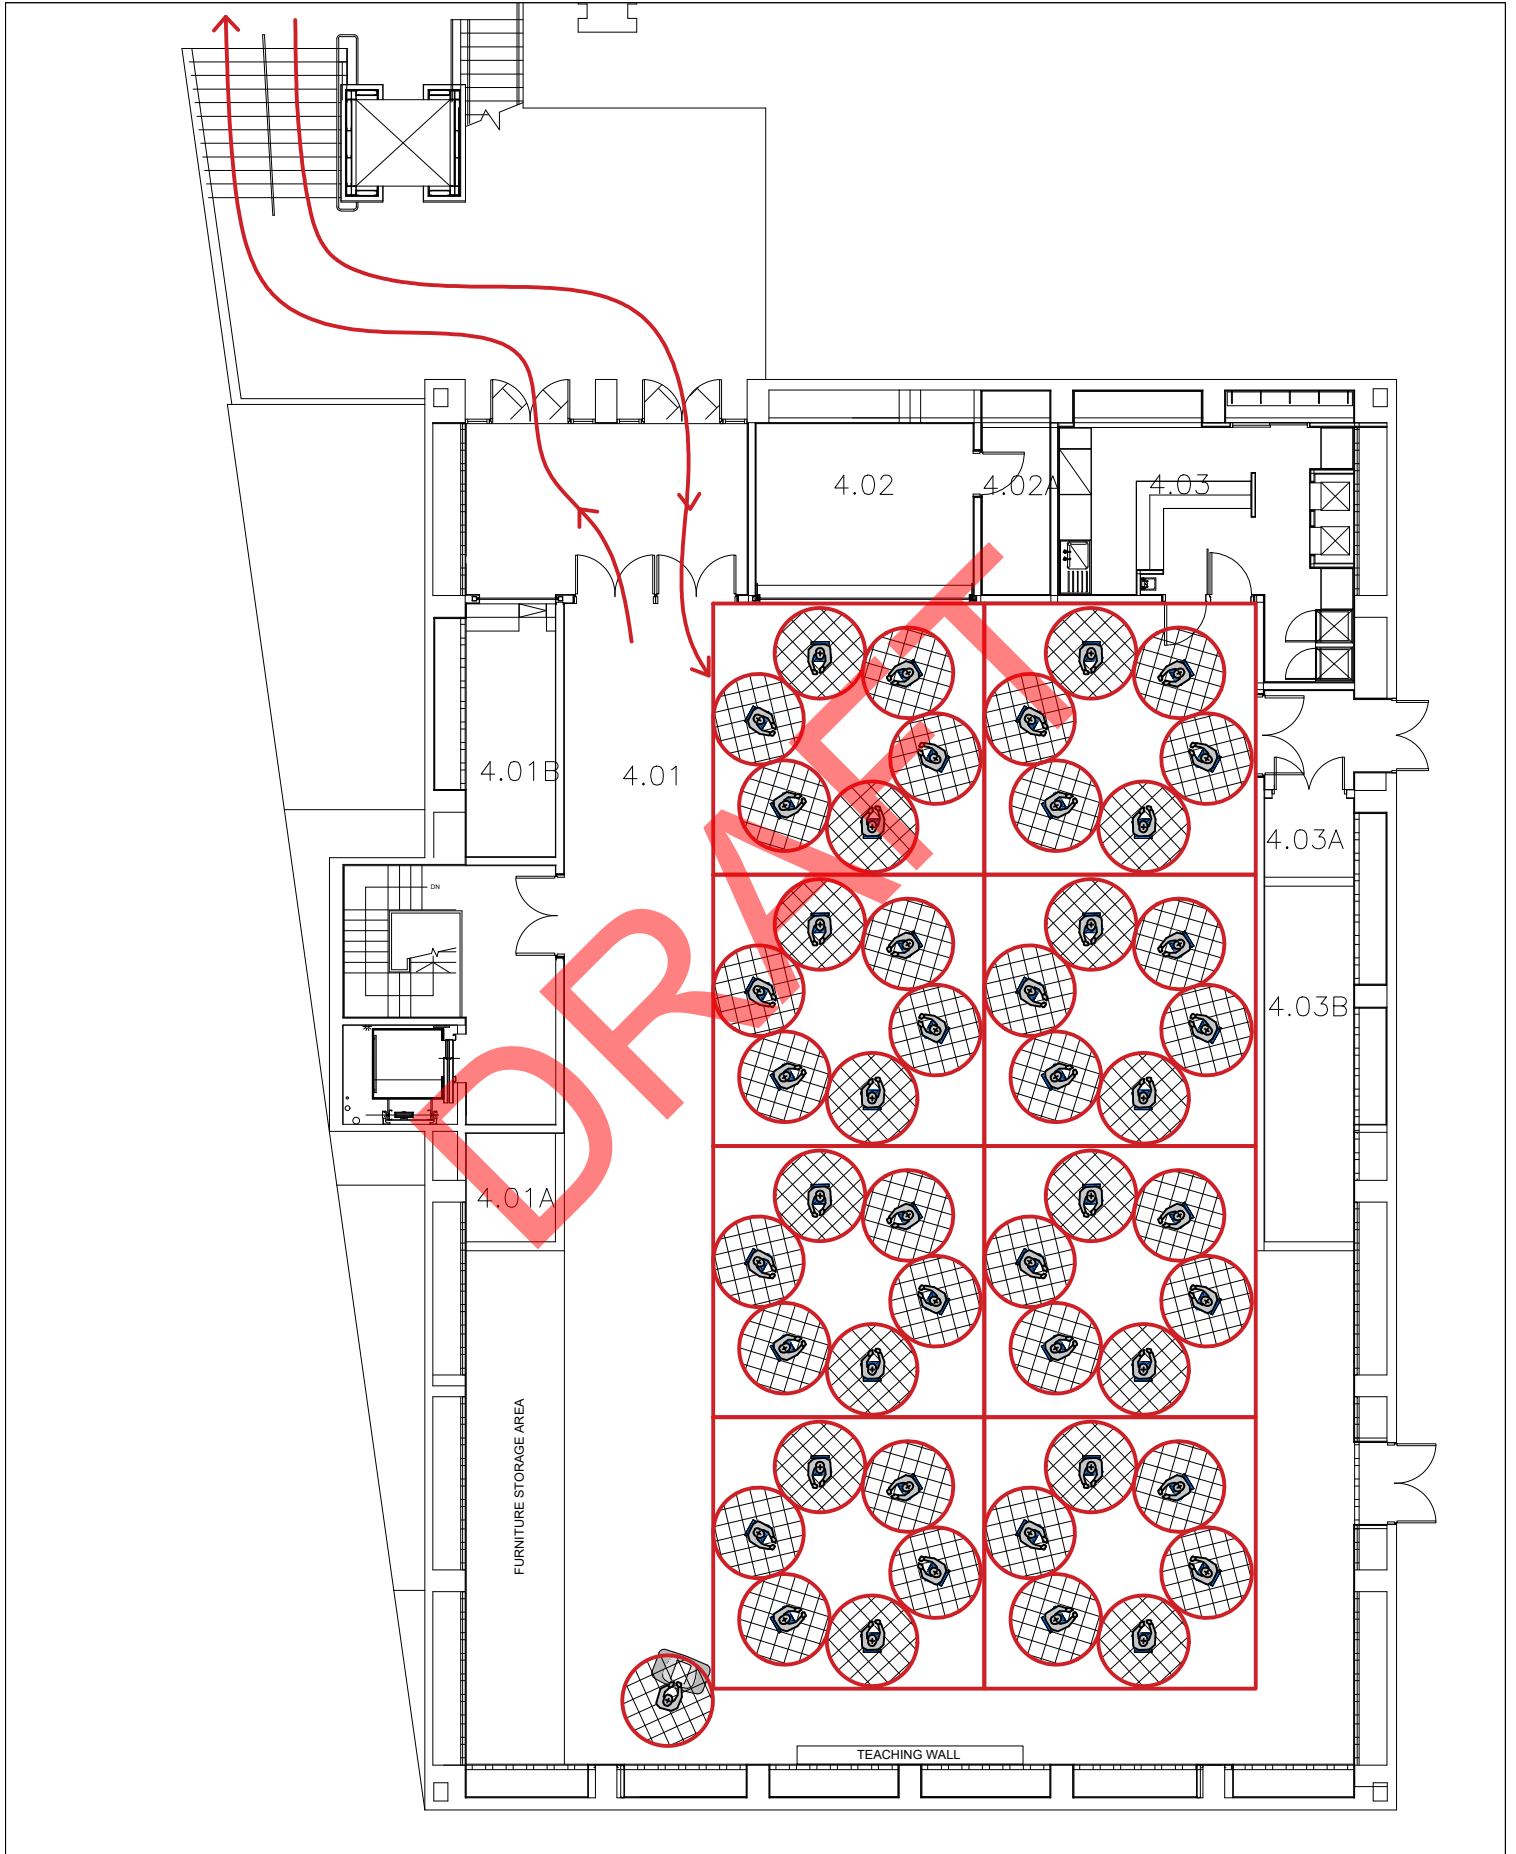 4.02
4.02A
4.03
4.01B
4.01
4.03A
DN
4.03B
4.01A
DRAFT
FURNITURE STORAGE AREA
TEACHING WALL